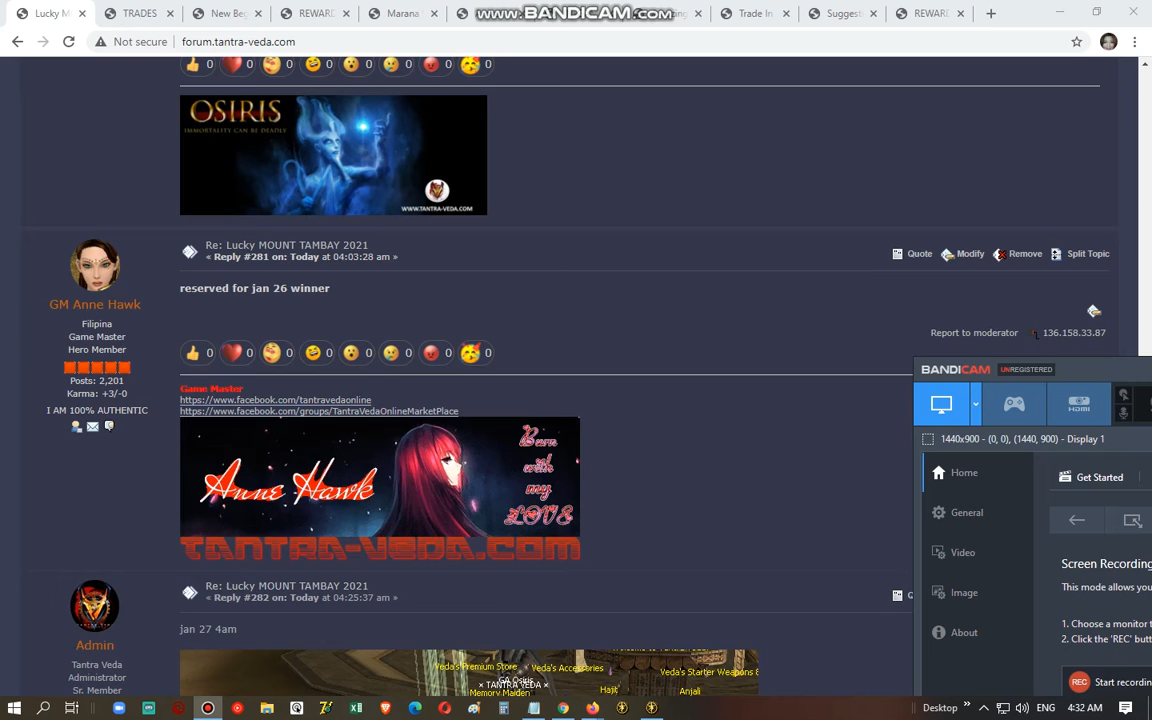 Lucky M
TRADES
New Beg
REWARD
Marana
www.BANDICAM.com
ting
Trade In
Suggest
REWARD
Not secure
forum.tantra-veda.com
0 0 0 0 0 0 0 0
OSIRIS
IMMORTALITY CAN BE DEADLY
WWW.TANTRA-VEDA.COM
Re: Lucky MOUNT TAMBAY 2021
« Reply #281 on: Today at 04:03:28 am »
Quote Modify Remove Split Topic
reserved for jan 26 winner
GM Anne Hawk
Filipina
Game Master
Hero Member
Posts: 2,201
Karma: +3/-0
I AM 100% AUTHENTIC
Report to moderator 136.158.33.87
0 0 0 0 0 0 0 0
Game Master
https://www.facebook.com/tantravedaonline
https://www.facebook.com/groups/TantraVedaOnlineMarketPlace
Anne Hawk
Burn
with
my
LOVE
TANTRA-VEDA.COM
BANDICAM UNREGISTERED
HDMI
1440x900 - (0, 0), (1440, 900) - Display 1
Home
General
Video
Image
About
Get Started
Screen Recording
This mode allows you
1. Choose a monitor t
2. Click the 'REC' butt
REC Start recording
Re: Lucky MOUNT TAMBAY 2021
« Reply #282 on: Today at 04:25:37 am »
Admin
Tantra Veda
Administrator
Sr. Member
jan 27 4am
Veda's Premium Store
Veda's Accessories
Veda's Starter Weapons &
GA Osiris
× TANTRA VEDA ×
Memory Maiden
Hajit
Anjali
Desktop
ENG
4:32 AM